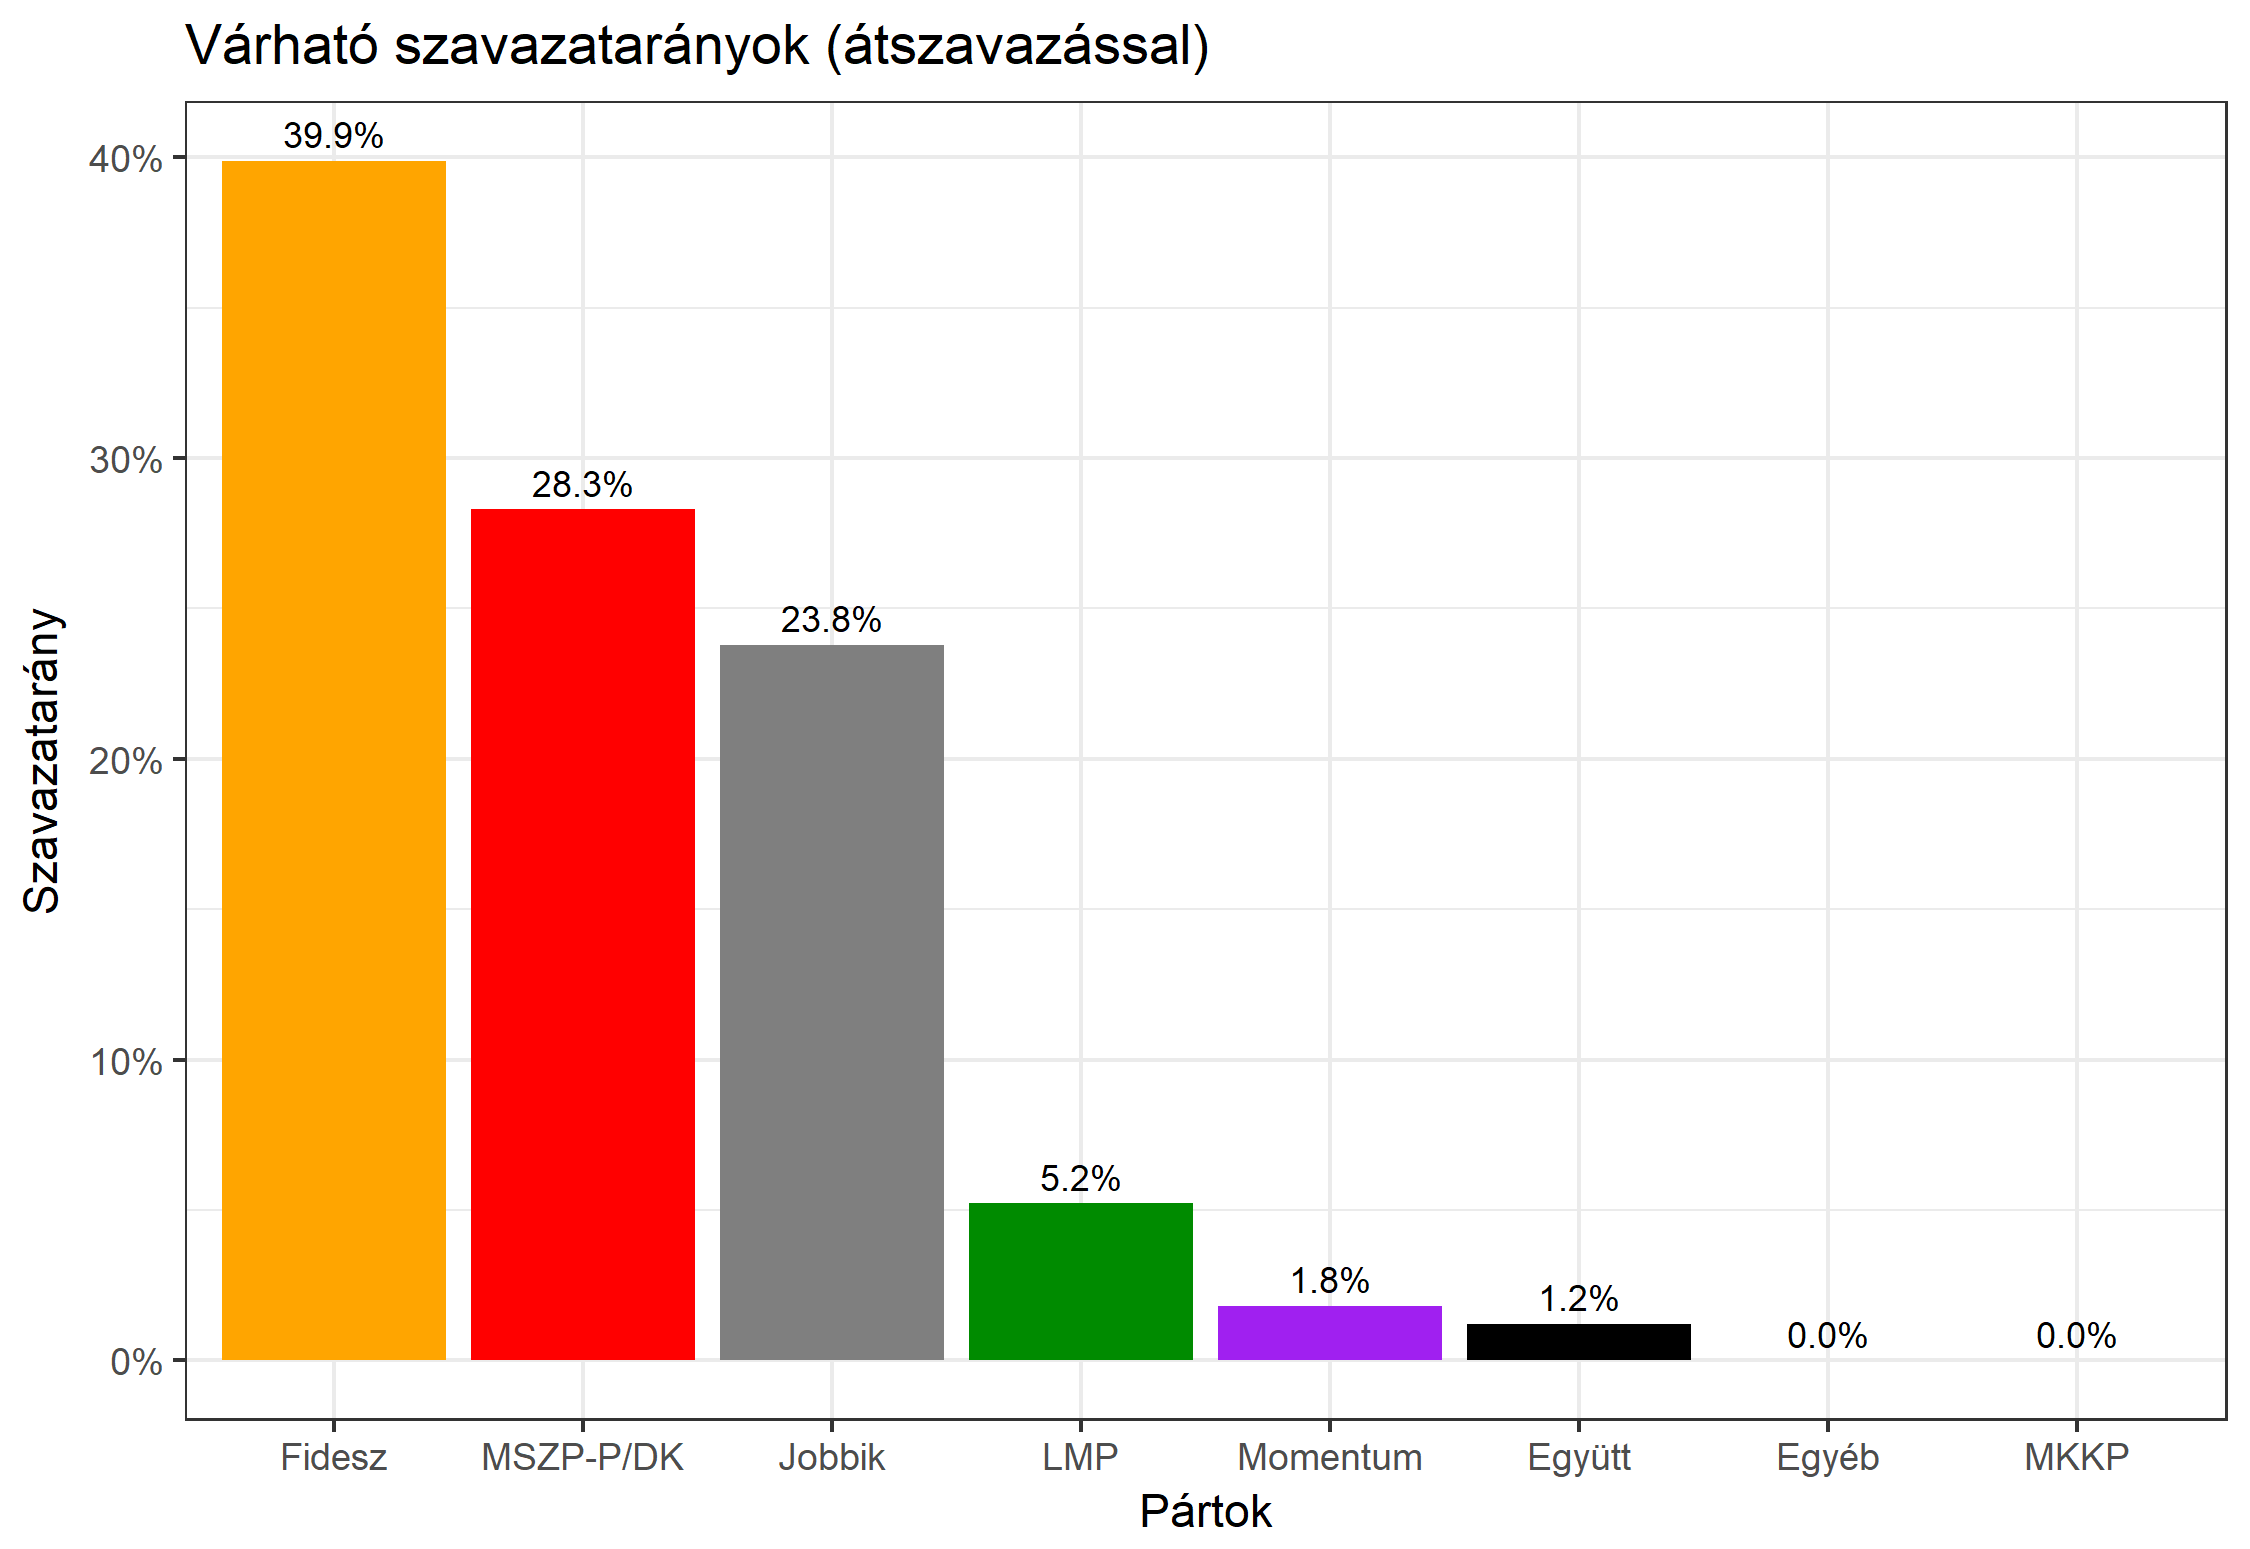 Várható szavazatarányok (átszavazással)
Szavazatarány
40%
30%
20%
10%
0%
39.9%
28.3%
23.8%
5.2%
1.8%
1.2%
0.0%
0.0%
Fidesz
MSZP-P/DK
Jobbik
LMP
Momentum
Együtt
Egyéb
MKKP
Pártok